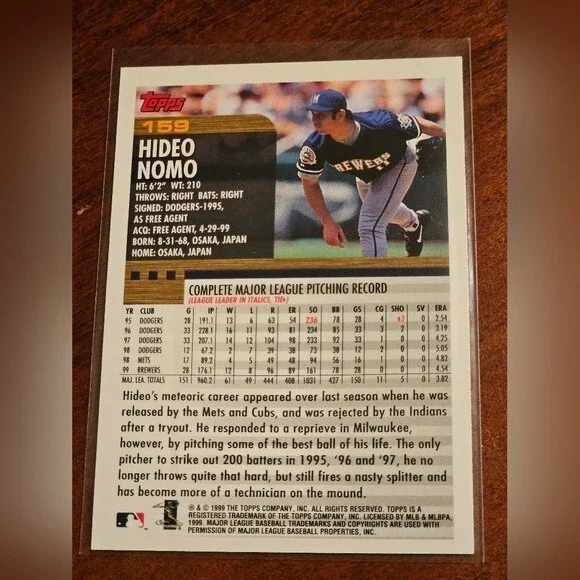 Topps
159
HIDEO
NOMO
HT: 6'2" WT: 210
THROWS: RIGHT BATS: RIGHT
SIGNED: DODGERS-1995,
AS FREE AGENT
ACQ: FREE AGENT, 4-29-99
BORN: 8-31-68, OSAKA, JAPAN
HOME: OSAKA, JAPAN
BREWERS
COMPLETE MAJOR LEAGUE PITCHING RECORD
(LEAGUE LEADER IN ITALICS, TIE♦)
YR CLUB G IP W L R ER SO BB GS CG SHO SV ERA
95 DODGERS 28 191.1 13 6 63 54 236 78 28 4 ♦3 0 2.54
96 DODGERS 33 228.1 16 11 93 81 234 85 33 3 2 0 3.19
97 DODGERS 33 207.1 14 12 104 98 233 92 33 1 0 0 4.25
98 DODGERS 12 67.2 2 7 39 38 73 38 12 2 0 0 5.05
98 METS 17 89.2 4 5 49 48 94 56 16 1 0 0 4.82
99 BREWERS 28 176.1 12 8 96 89 161 78 28 0 0 0 4.54
MAJ. LEA. TOTALS 151 960.2 61 49 444 408 1031 427 150 11 5 0 3.82
Hideo's meteoric career appeared over last season when he was
released by the Mets and Cubs, and was rejected by the Indians
after a tryout. He responded to a reprieve in Milwaukee,
however, by pitching some of the best ball of his life. The only
pitcher to strike out 200 batters in 1995, '96 and '97, he no
longer throws quite that hard, but still fires a nasty splitter and
has become more of a technician on the mound.
® & © 1999 THE TOPPS COMPANY, INC. ALL RIGHTS RESERVED. TOPPS IS A
REGISTERED TRADEMARK OF THE TOPPS COMPANY, INC. LICENSED BY MLB & MLBPA,
1999. MAJOR LEAGUE BASEBALL TRADEMARKS AND COPYRIGHTS ARE USED WITH
PERMISSION OF MAJOR LEAGUE BASEBALL PROPERTIES, INC.